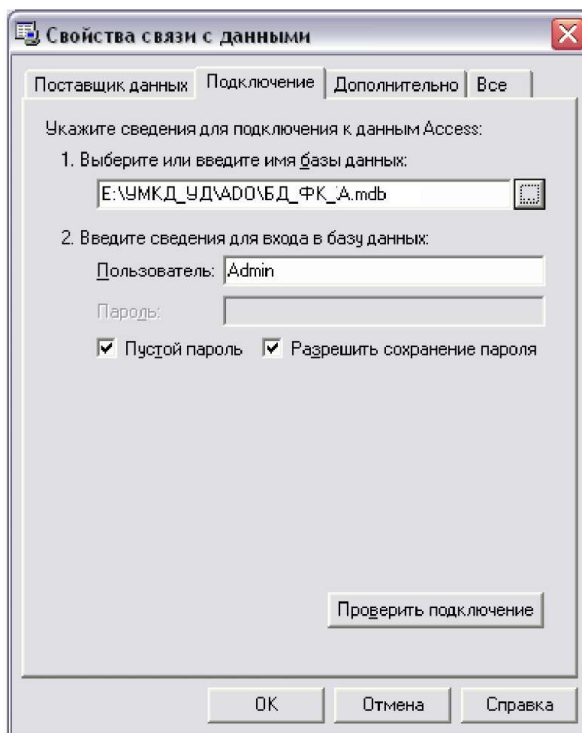 Свойства связи с данными
Поставщик данных Подключение Дополнительно Все
Укажите сведения для подключения к данным Access:
1. Выберите или введите имя базы данных:
E:\УМКД_УД\ADO\БД_ФК_А.mdb ...
2. Введите сведения для входа в базу данных:
Пользователь: Admin
Пароль:
Пустой пароль Разрешить сохранение пароля
Проверить подключение
OK Отмена Справка